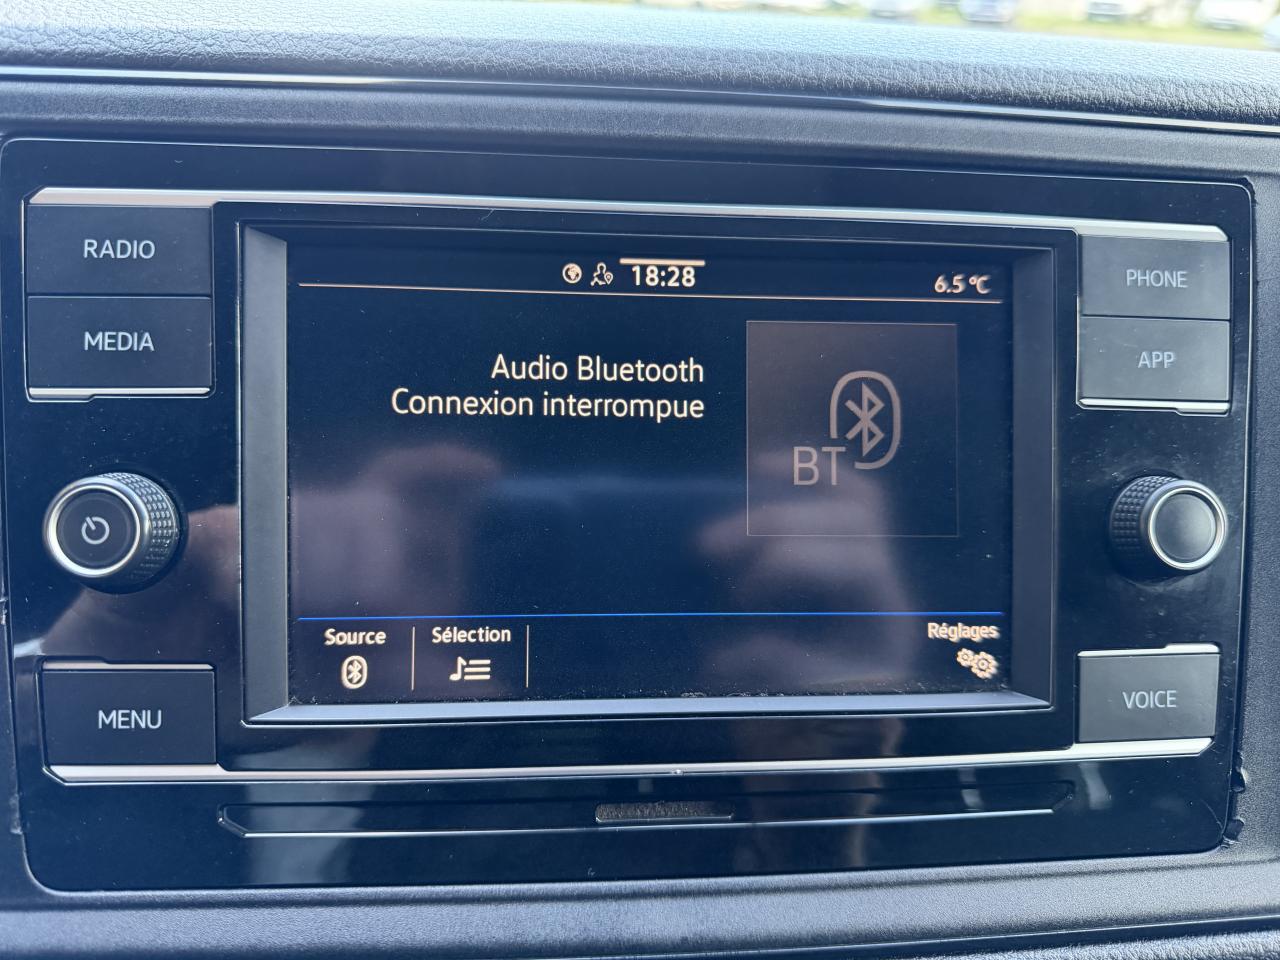 RADIO
MEDIA
MENU
18:28
6.5 °C
Audio Bluetooth
Connexion interrompue
BT
Source
Sélection
Réglages
PHONE
APP
VOICE